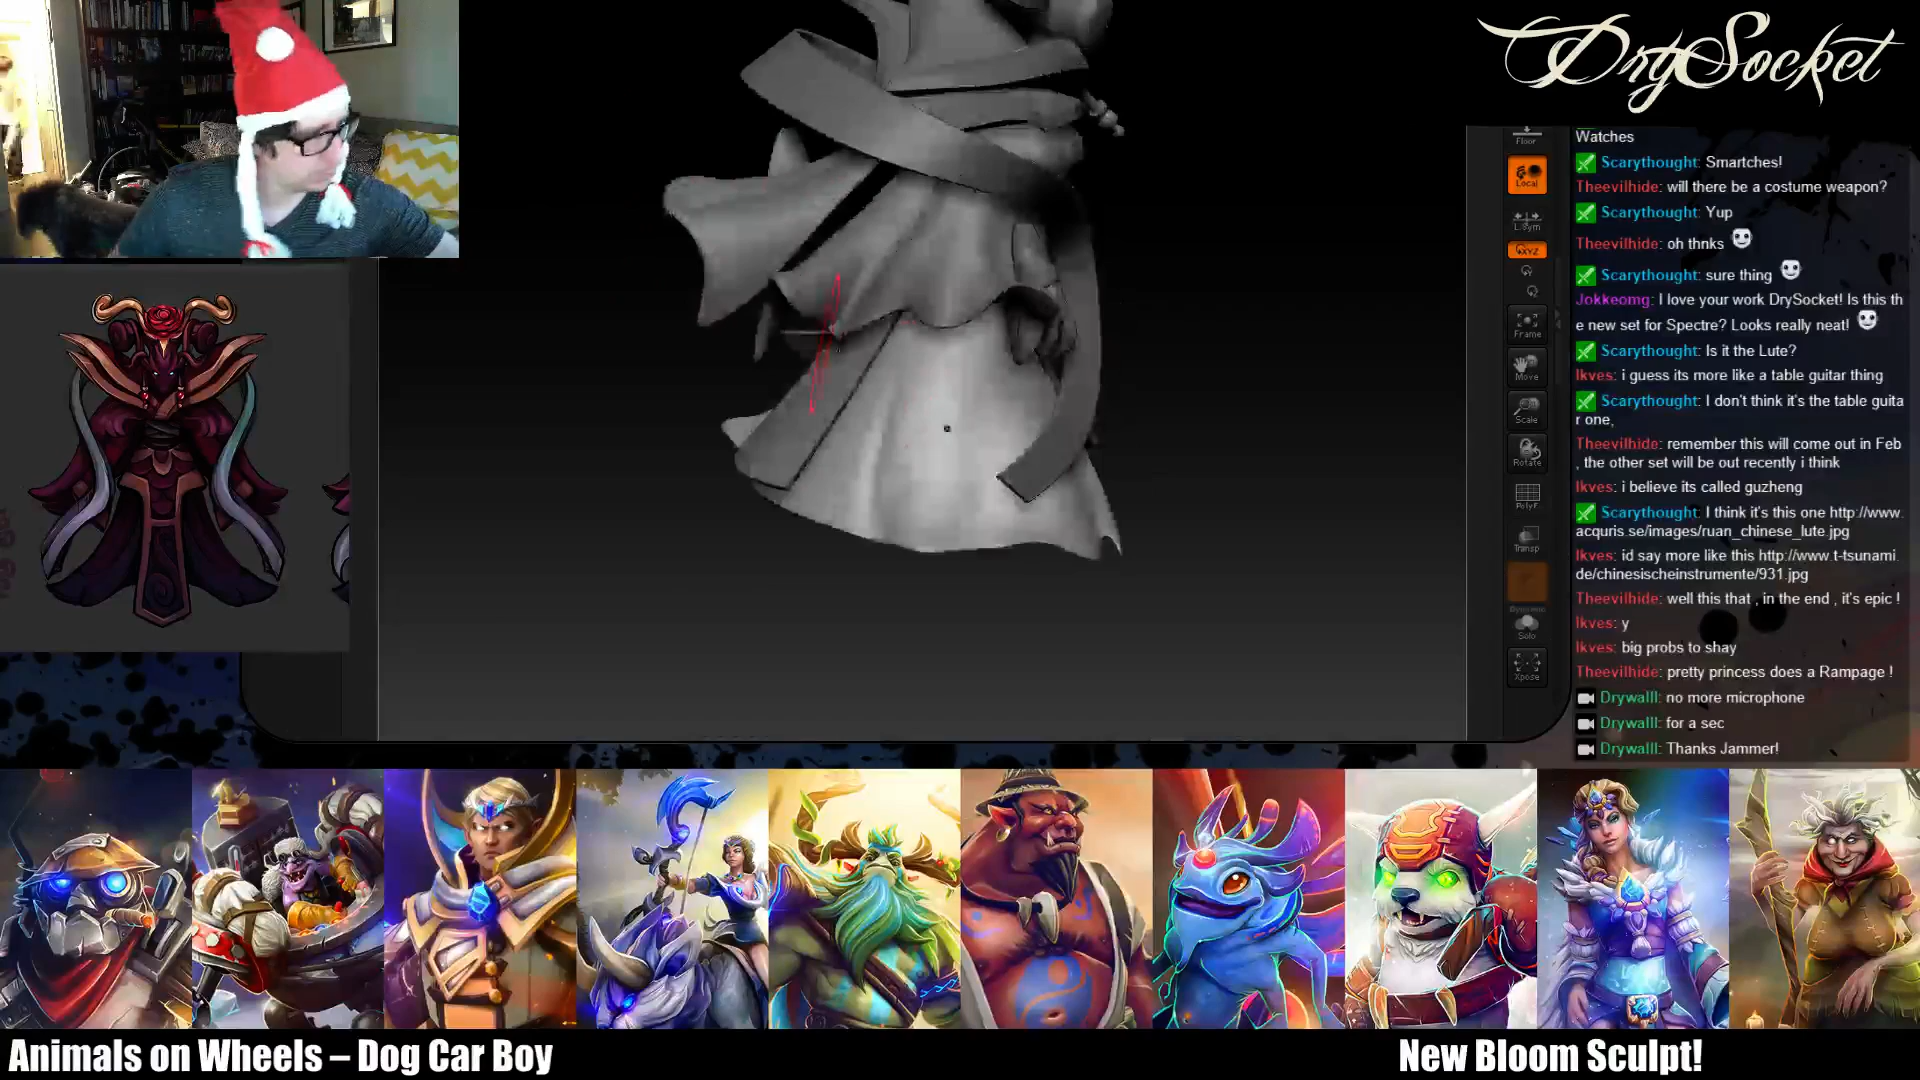 DrySocket
Watches
Scarythought: Smartches!
Theevilhide: will there be a costume weapon?
Scarythought: Yup
Theevilhide: oh thnks
Scarythought: sure thing
Jokkeomg: I love your work DrySocket! Is this th
e new set for Spectre? Looks really neat!
Scarythought: Is it the Lute?
Ikves: i guess its more like a table guitar thing
Scarythought: I don't think it's the table guita
r one,
Theevilhide: remember this will come out in Feb
, the other set will be out recently i think
Ikves: i believe its called guzheng
Scarythought: I think it's this one http://www.
acquris.se/images/ruan_chinese_lute.jpg
Ikves: id say more like this http://www.t-tsunami.
de/chinesischeinstrumente/931.jpg
Theevilhide: well this that , in the end , it's epic !
Ikves: y
Ikves: big probs to shay
Theevilhide: pretty princess does a Rampage !
Drywalll: no more microphone
Drywalll: for a sec
Drywalll: Thanks Jammer!
Floor
Local
L.Sym
XYZ
Frame
Move
Scale
Rotate
PolyF
Transp
Dynamic
Solo
Xpose
Animals on Wheels – Dog Car Boy
New Bloom Sculpt!